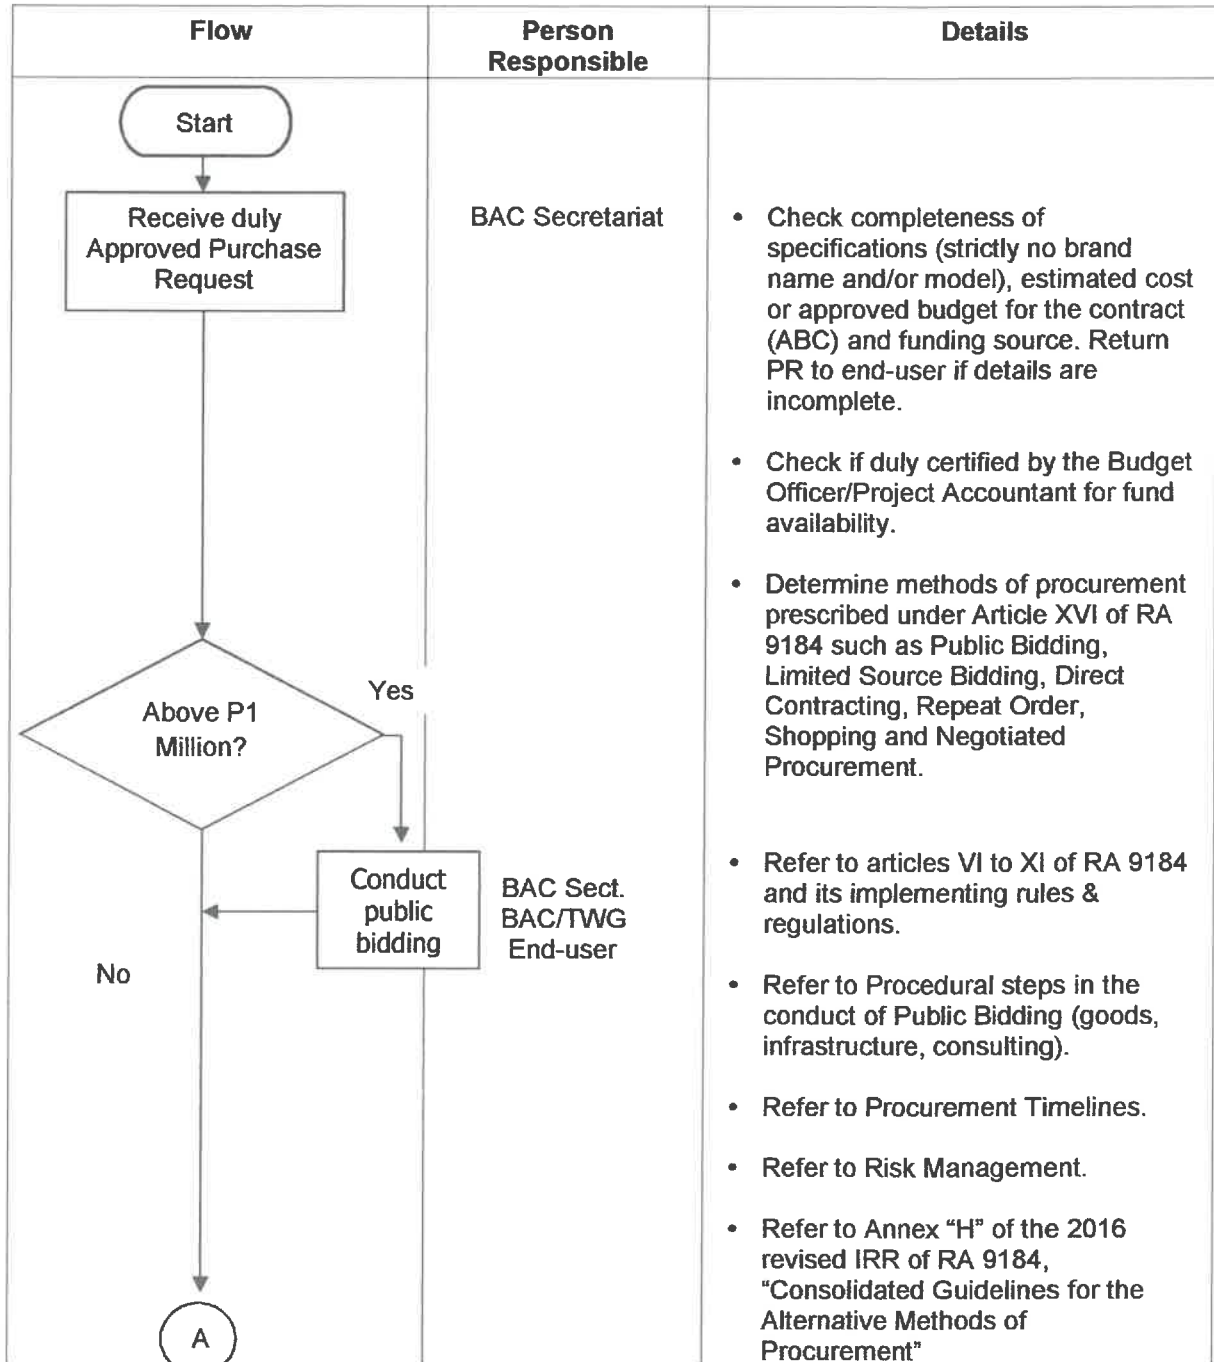 Flow
Person
Responsible
Details
Start
Receive duly
Approved Purchase
Request
BAC Secretariat
• Check completeness of
specifications (strictly no brand
name and/or model), estimated cost
or approved budget for the contract
(ABC) and funding source. Return
PR to end-user if details are
incomplete.
• Check if duly certified by the Budget
Officer/Project Accountant for fund
availability.
• Determine methods of procurement
prescribed under Article XVI of RA
9184 such as Public Bidding,
Limited Source Bidding, Direct
Contracting, Repeat Order,
Shopping and Negotiated
Procurement.
Above P1
Million?
Yes
Conduct
public
bidding
BAC Sect.
BAC/TWG
End-user
No
• Refer to articles VI to XI of RA 9184
and its implementing rules &
regulations.
• Refer to Procedural steps in the
conduct of Public Bidding (goods,
infrastructure, consulting).
• Refer to Procurement Timelines.
• Refer to Risk Management.
• Refer to Annex “H” of the 2016
revised IRR of RA 9184,
“Consolidated Guidelines for the
Alternative Methods of
Procurement”
A